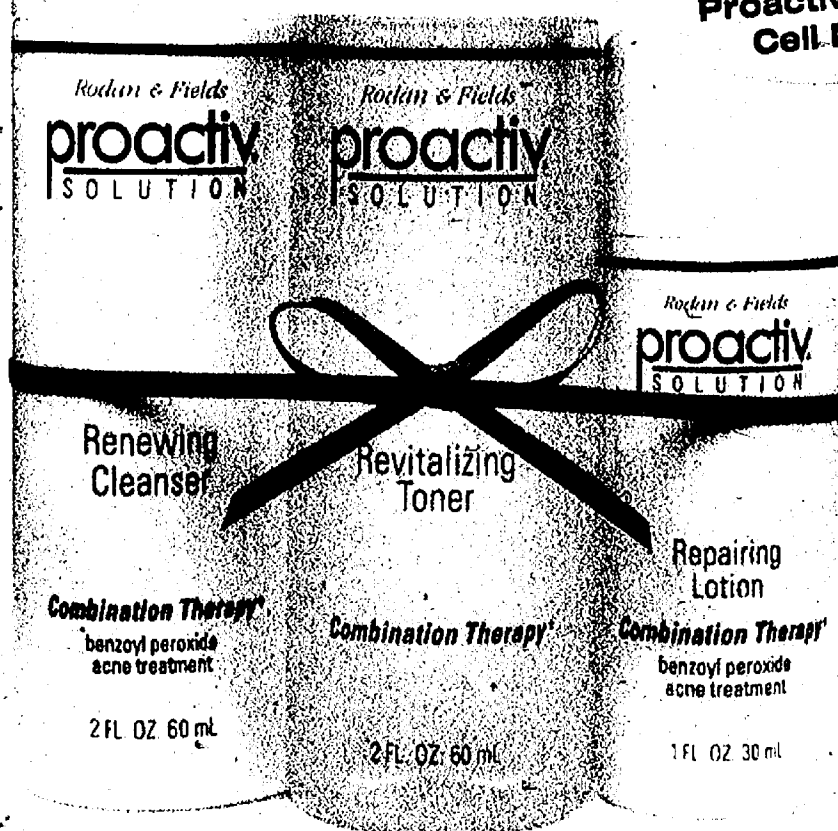 Proactiv
Cell
Rodan & Fields
proactiv
SOLUTION
Renewing
Cleanser
Combination Therapy†
benzoyl peroxide
acne treatment
2 FL. OZ. 60 mL
Rodan & Fields
proactiv
SOLUTION
Revitalizing
Toner
Combination Therapy†
2 FL. OZ. 60 mL
Rodan & Fields
proactiv
SOLUTION
Repairing
Lotion
Combination Therapy†
benzoyl peroxide
acne treatment
1 FL. OZ. 30 mL